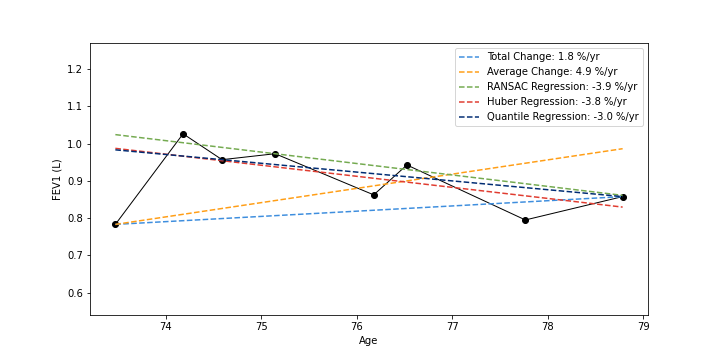 Total Change: 1.8 %/yr
Average Change: 4.9 %/yr
RANSAC Regression: -3.9 %/yr
Huber Regression: -3.8 %/yr
Quantile Regression: -3.0 %/yr
FEV1 (L)
1.2
1.1
1.0
0.9
0.8
0.7
0.6
74 75 76 77 78 79
Age